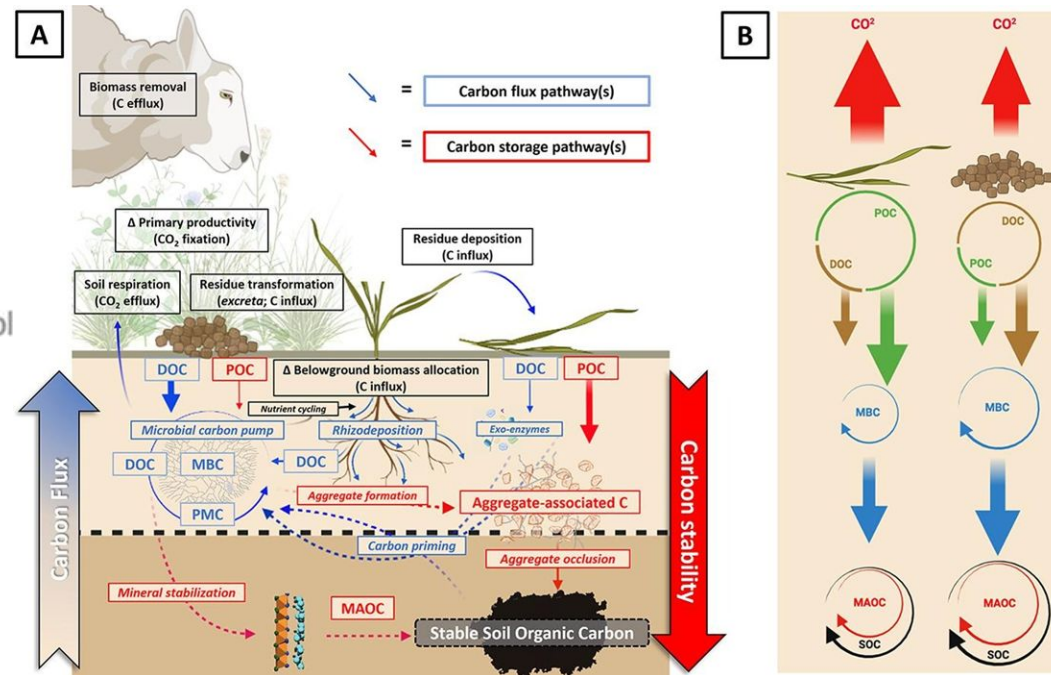 A
Biomass removal
(C efflux)
= Carbon flux pathway(s)
= Carbon storage pathway(s)
Δ Primary productivity
(CO₂ fixation)
Residue deposition
(C influx)
Soil respiration
(CO₂ efflux)
Residue transformation
(excreta; C influx)
ol
DOC
POC
Δ Belowground biomass allocation
(C influx)
DOC
POC
Nutrient cycling
Microbial carbon pump
Rhizodeposition
Exo-enzymes
DOC
MBC
DOC
PMC
Aggregate formation
Aggregate-associated C
Carbon priming
Aggregate occlusion
Mineral stabilization
MAOC
Stable Soil Organic Carbon
Carbon Flux
Carbon stability
B
CO²
CO²
POC
DOC
DOC
POC
MBC
MBC
MAOC
SOC
MAOC
SOC